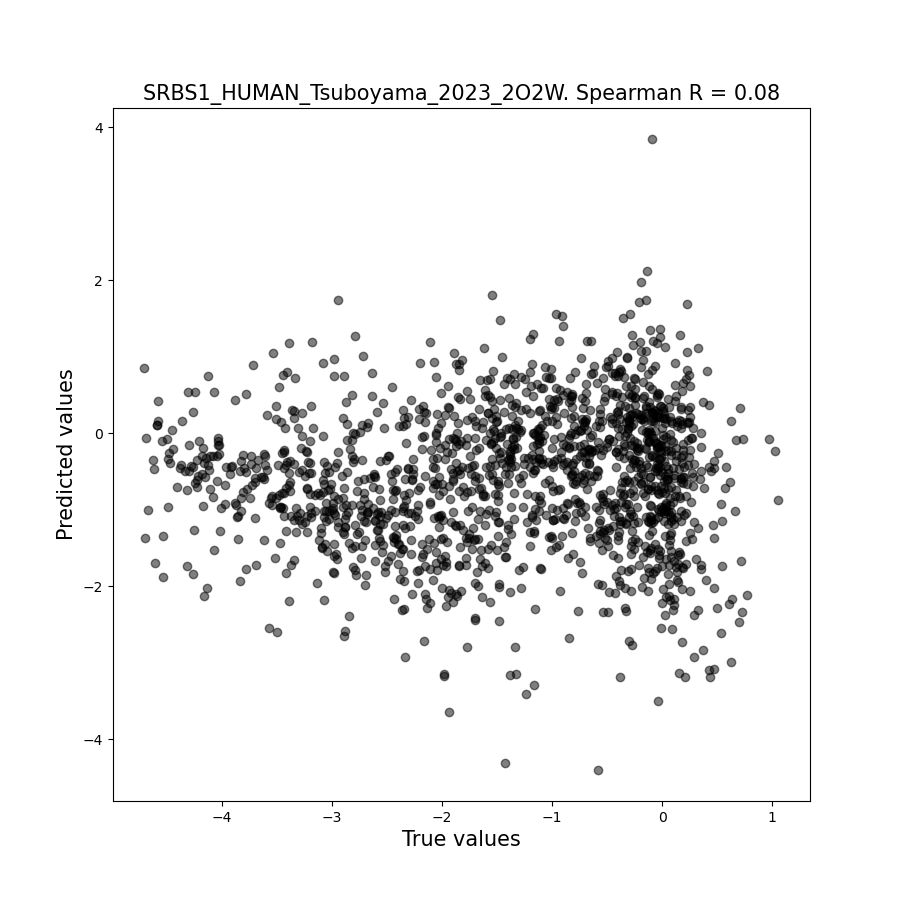 SRBS1_HUMAN_Tsuboyama_2023_2O2W. Spearman R = 0.08
4
2
0
−2
−4
Predicted values
−4 −3 −2 −1 0 1
True values